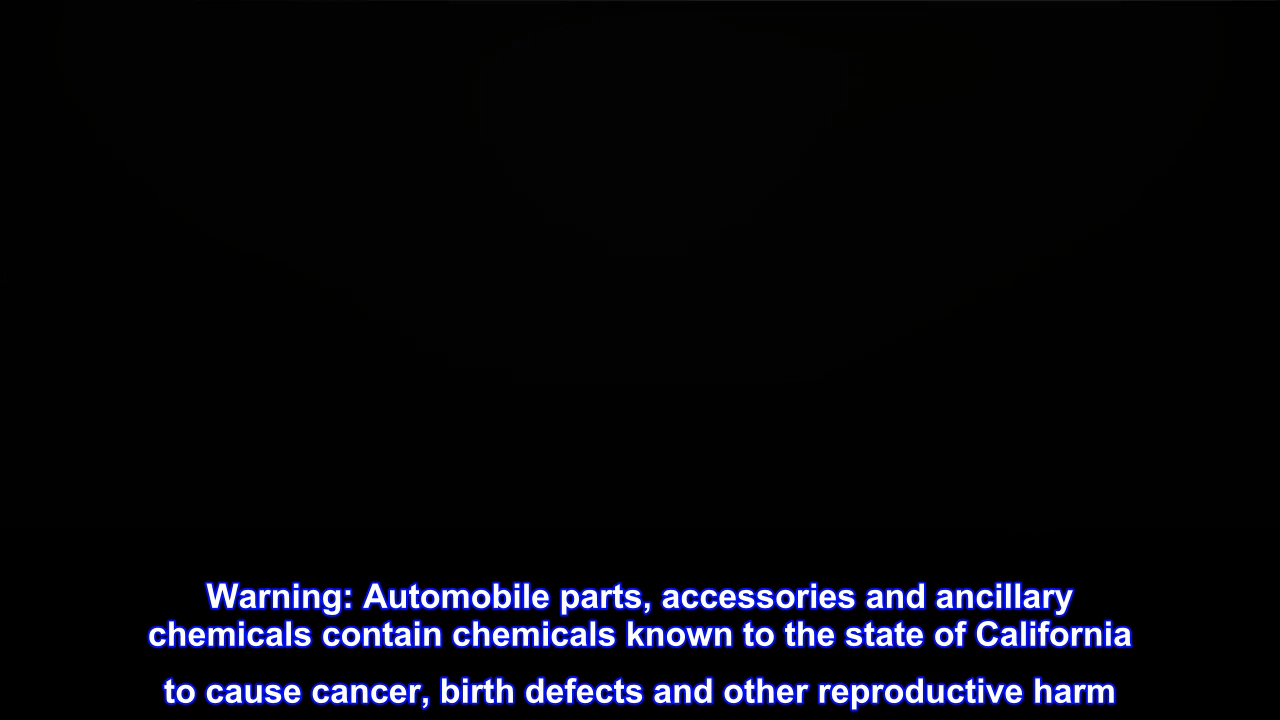 Warning: Automobile parts, accessories and ancillary
chemicals contain chemicals known to the state of California
to cause cancer, birth defects and other reproductive harm